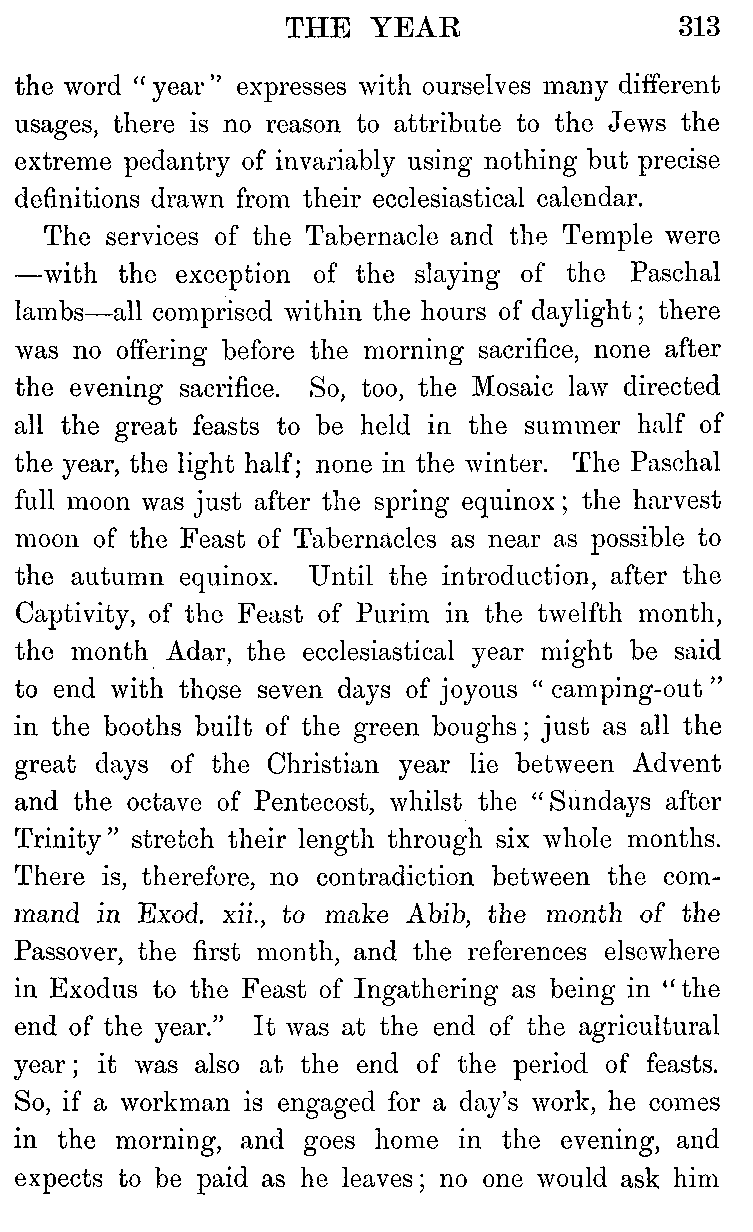 THE YEAR 313
the word “year” expresses with ourselves many different
usages, there is no reason to attribute to the Jews the
extreme pedantry of invariably using nothing but precise
definitions drawn from their ecclesiastical calendar.
The services of the Tabernacle and the Temple were
—with the exception of the slaying of the Paschal
lambs—all comprised within the hours of daylight; there
was no offering before the morning sacrifice, none after
the evening sacrifice. So, too, the Mosaic law directed
all the great feasts to be held in the summer half of
the year, the light half; none in the winter. The Paschal
full moon was just after the spring equinox; the harvest
moon of the Feast of Tabernacles as near as possible to
the autumn equinox. Until the introduction, after the
Captivity, of the Feast of Purim in the twelfth month,
the month Adar, the ecclesiastical year might be said
to end with those seven days of joyous “camping-out”
in the booths built of the green boughs; just as all the
great days of the Christian year lie between Advent
and the octave of Pentecost, whilst the “Sundays after
Trinity” stretch their length through six whole months.
There is, therefore, no contradiction between the com-
mand in Exod. xii., to make Abib, the month of the
Passover, the first month, and the references elsewhere
in Exodus to the Feast of Ingathering as being in “the
end of the year.” It was at the end of the agricultural
year; it was also at the end of the period of feasts.
So, if a workman is engaged for a day's work, he comes
in the morning, and goes home in the evening, and
expects to be paid as he leaves; no one would ask him